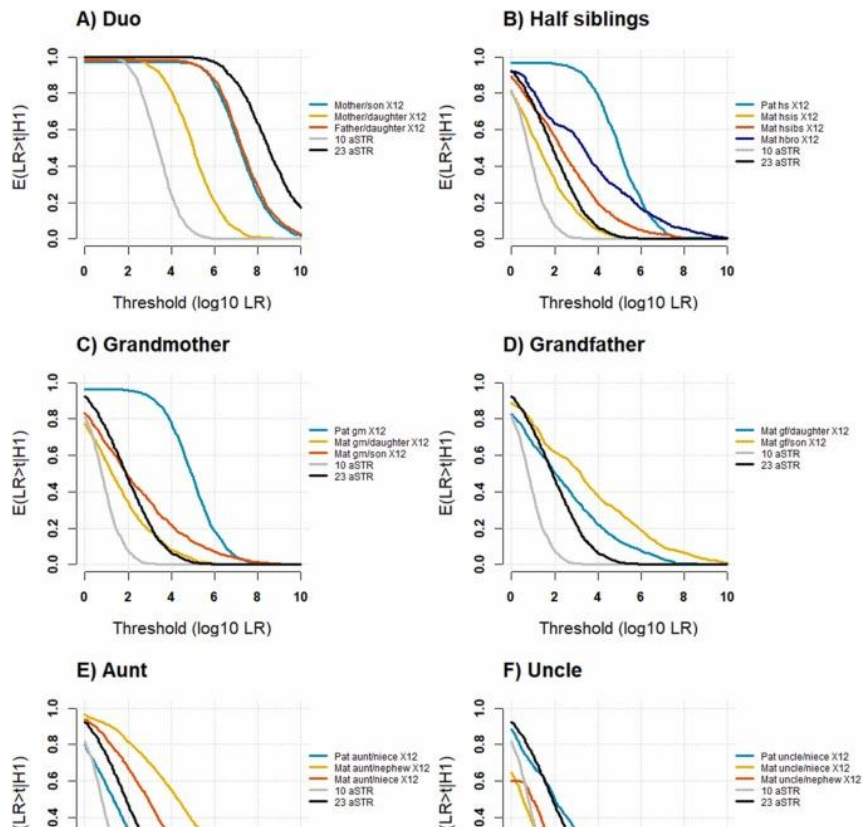 A) Duo
E(LR>t|H1)
1.0
0.8
0.6
0.4
0.2
0.0
0 2 4 6 8 10
Threshold (log10 LR)
Mother/son X12
Mother/daughter X12
Father/daughter X12
10 aSTR
23 aSTR
B) Half siblings
E(LR>t|H1)
1.0
0.8
0.6
0.4
0.2
0.0
0 2 4 6 8 10
Threshold (log10 LR)
Pat hs X12
Mat hsis X12
Mat hsibs X12
Mat hbro X12
10 aSTR
23 aSTR
C) Grandmother
E(LR>t|H1)
1.0
0.8
0.6
0.4
0.2
0.0
0 2 4 6 8 10
Threshold (log10 LR)
Pat gm X12
Mat gm/daughter X12
Mat gm/son X12
10 aSTR
23 aSTR
D) Grandfather
E(LR>t|H1)
1.0
0.8
0.6
0.4
0.2
0.0
0 2 4 6 8 10
Threshold (log10 LR)
Mat gf/daughter X12
Mat gf/son X12
10 aSTR
23 aSTR
E) Aunt
(LR>t|H1)
1.0
0.8
0.6
0.4
Pat aunt/niece X12
Mat aunt/nephew X12
Mat aunt/niece X12
10 aSTR
23 aSTR
F) Uncle
(LR>t|H1)
1.0
0.8
0.6
0.4
Pat uncle/niece X12
Mat uncle/niece X12
Mat uncle/nephew X12
10 aSTR
23 aSTR